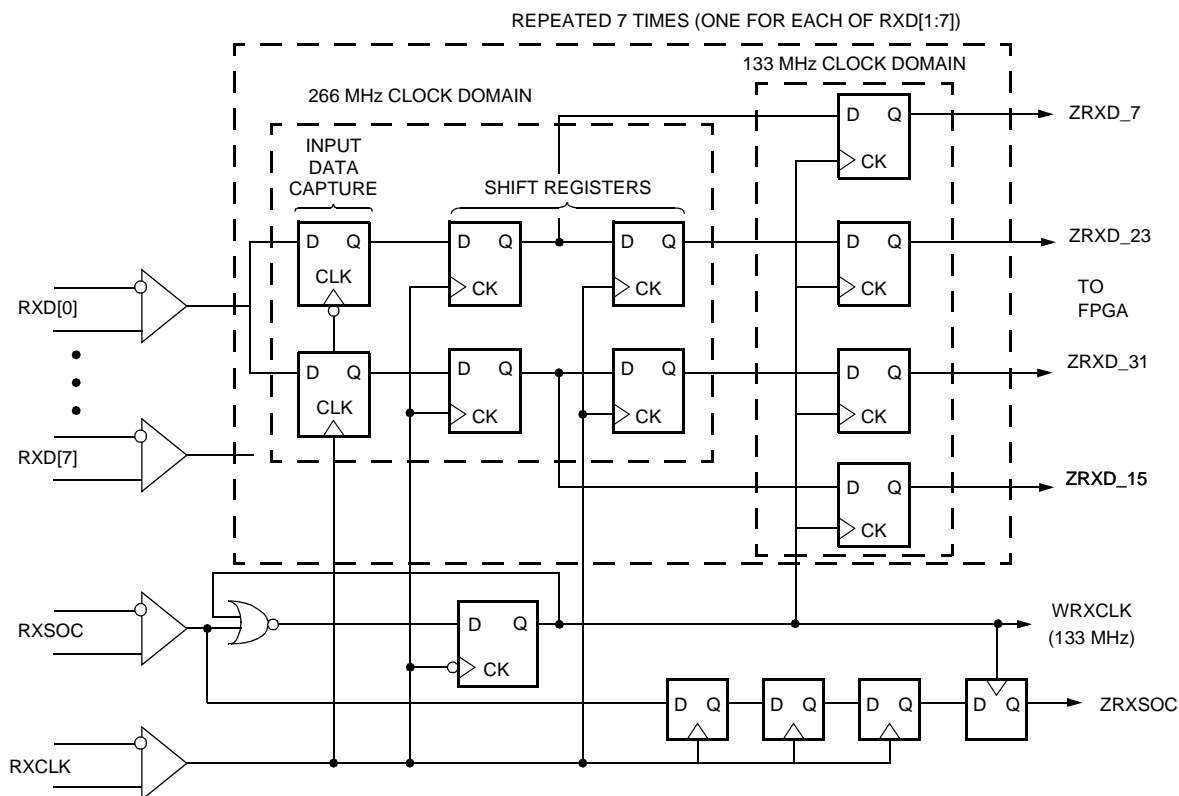 REPEATED 7 TIMES (ONE FOR EACH OF RXD[1:7])
133 MHz CLOCK DOMAIN
266 MHz CLOCK DOMAIN
D Q
CK
ZRXD_7
INPUT
DATA
CAPTURE
SHIFT REGISTERS
D Q
CLK
D Q
CK
D Q
CK
D Q
CK
ZRXD_23
RXD[0]
TO
FPGA
D Q
CLK
D Q
CK
D Q
CK
D Q
CK
ZRXD_31
RXD[7]
D Q
CK
ZRXD_15
RXSOC
D Q
CK
WRXCLK
(133 MHz)
D Q
D Q
D Q
D Q
ZRXSOC
RXCLK